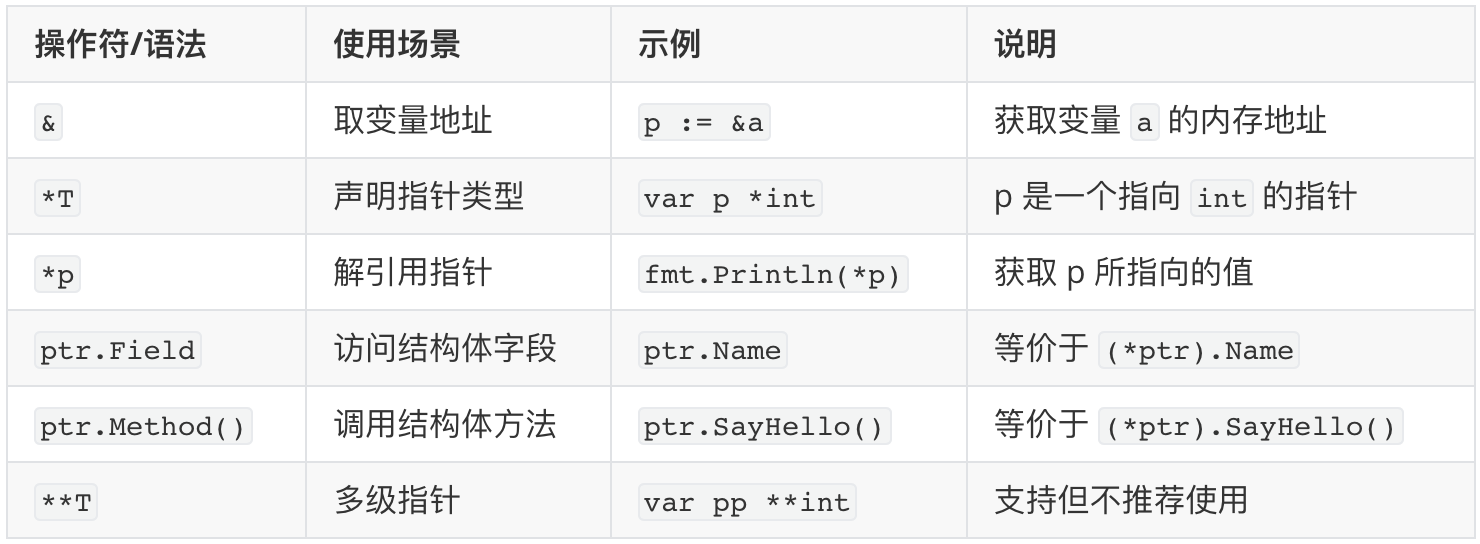 操作符/语法 使用场景 示例 说明
& 取变量地址 p := &a 获取变量 a 的内存地址
*T 声明指针类型 var p *int p 是一个指向 int 的指针
*p 解引用指针 fmt.Println(*p) 获取 p 所指向的值
ptr.Field 访问结构体字段 ptr.Name 等价于 (*ptr).Name
ptr.Method() 调用结构体方法 ptr.SayHello() 等价于 (*ptr).SayHello()
**T 多级指针 var pp **int 支持但不推荐使用